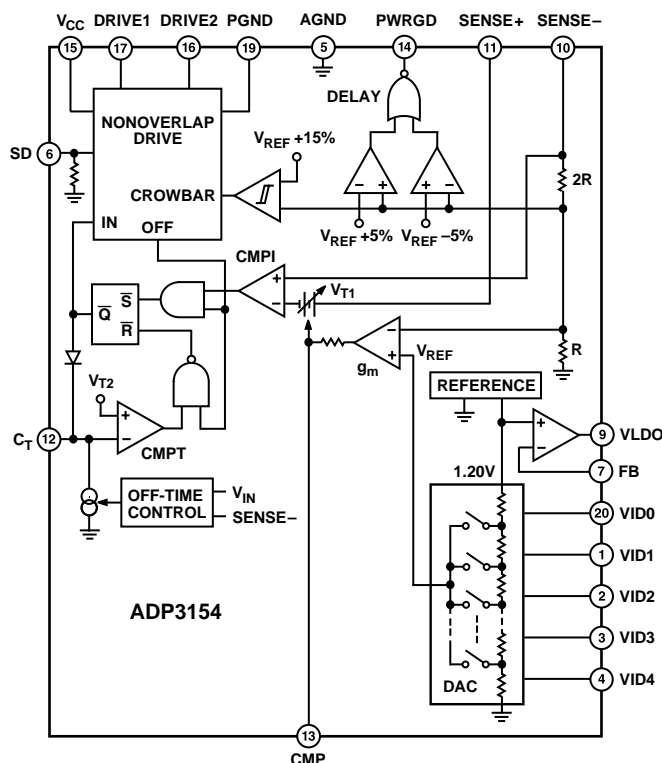 VCC DRIVE1 DRIVE2 PGND AGND PWRGD SENSE+ SENSE–
15 17 16 19 5 14 11 10
DELAY
NONOVERLAP
DRIVE
VREF +15%
SD 6
CROWBAR
2R
– + + –
IN
OFF
VREF +5% VREF –5%
CMPI
+
–
VT1
S
Q
R
–
+
VREF
R
gm
VT2
REFERENCE
+
–
CT 12
CMPT
+
–
9 VLDO
7 FB
1.20V
OFF-TIME
CONTROL
VIN
SENSE–
20 VID0
1 VID1
2 VID2
ADP3154
3 VID3
4 VID4
DAC
13
CMP